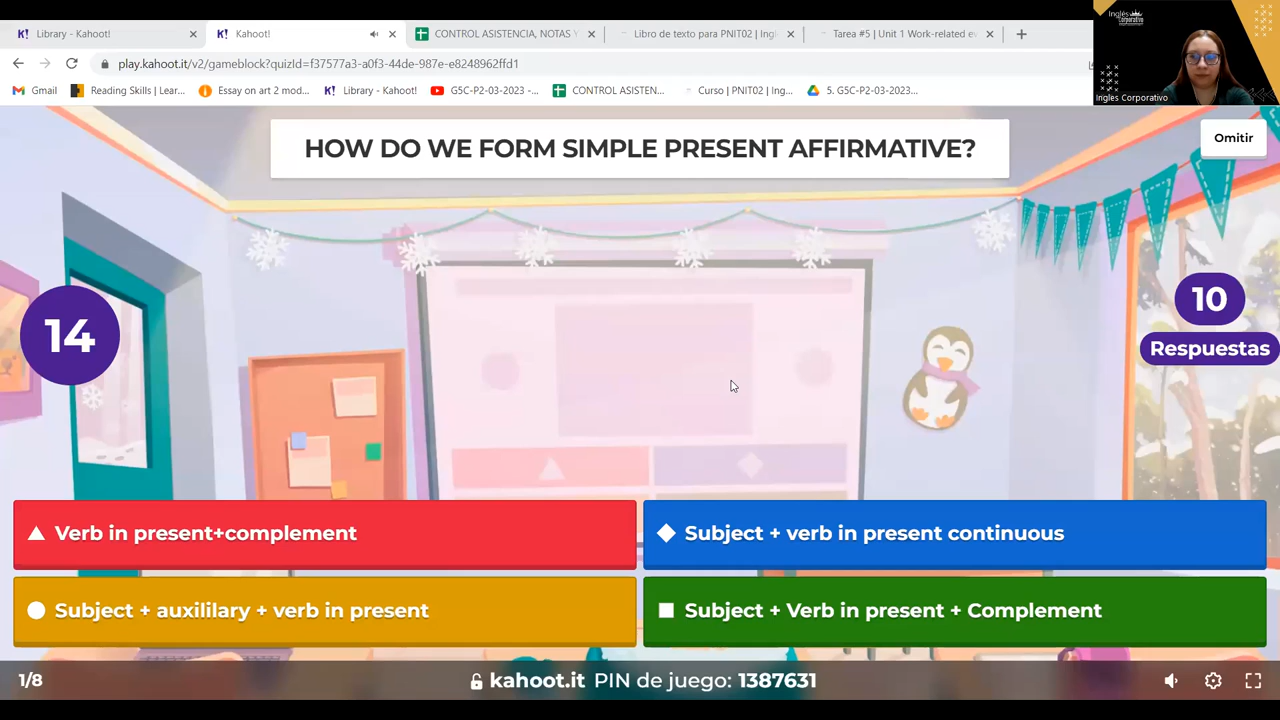 Library - Kahoot!
Kahoot!
CONTROL ASISTENCIA, NOTAS Y
Libro de texto para PNIT02 | Ingl
Tarea #5 | Unit 1 Work-related ev
play.kahoot.it/v2/gameblock?quizId=f37577a3-a0f3-44de-987e-e8248962ffd1
Gmail
Reading Skills | Lear...
Essay on art 2 mod...
Library - Kahoot!
G5C-P2-03-2023 -...
CONTROL ASISTEN...
Curso | PNIT02 | Ing...
5. G5C-P2-03-2023...
Inglés
Corporativo
Ingles Corporativo
HOW DO WE FORM SIMPLE PRESENT AFFIRMATIVE?
Omitir
14
10
Respuestas
Verb in present+complement
Subject + verb in present continuous
Subject + auxililary + verb in present
Subject + Verb in present + Complement
1/8
kahoot.it PIN de juego: 1387631